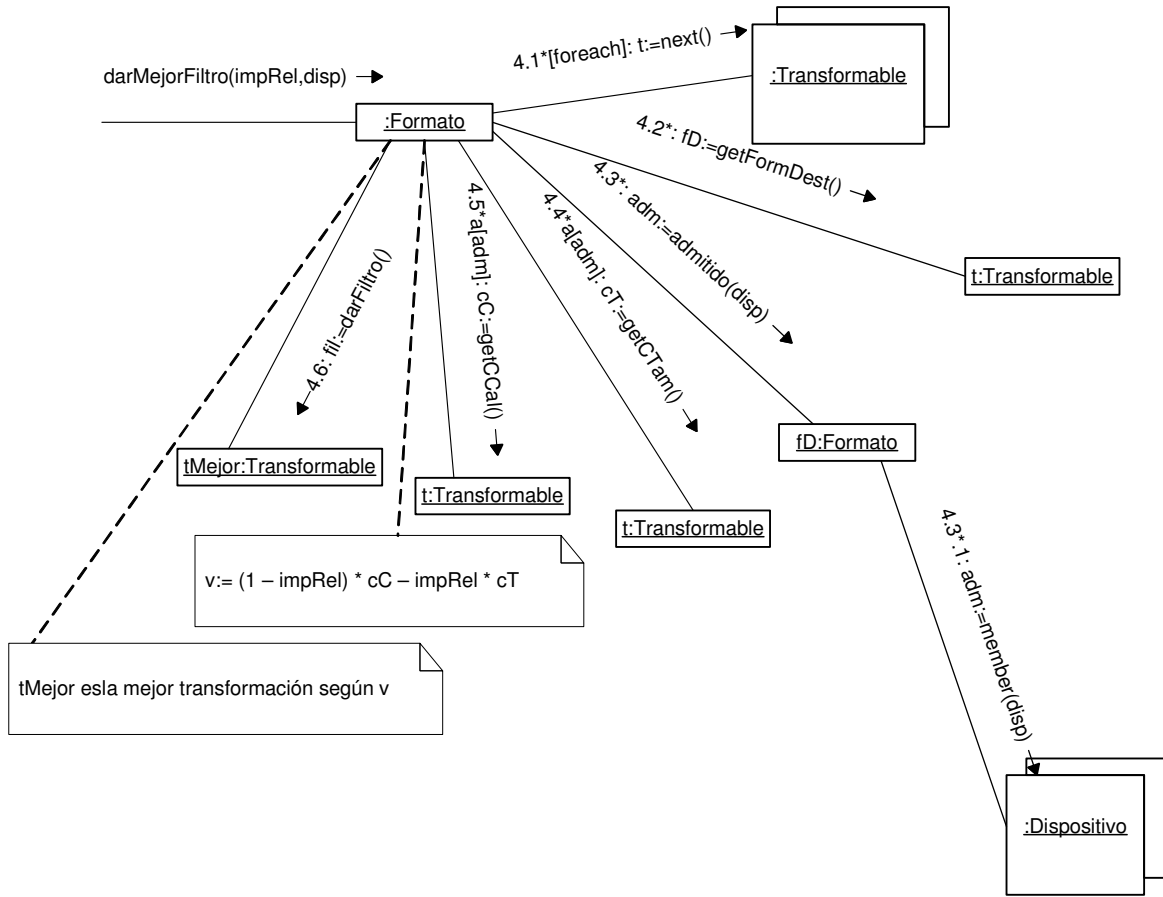 4.1*[foreach]: t:=next()
:Transformable
darMejorFiltro(impRel,disp)
:Formato
4.2*: fD:=getFormDest()
4.3*: adm:=admitido(disp)
4.4*a[adm]: cT:=getCTam()
4.5*a[adm]: cC:=getCCal()
4.6: fil:=darFiltro()
t:Transformable
fD:Formato
tMejor:Transformable
t:Transformable
t:Transformable
4.3*.1: adm:=member(disp)
v:= (1 – impRel) * cC – impRel * cT
tMejor esla mejor transformación según v
:Dispositivo